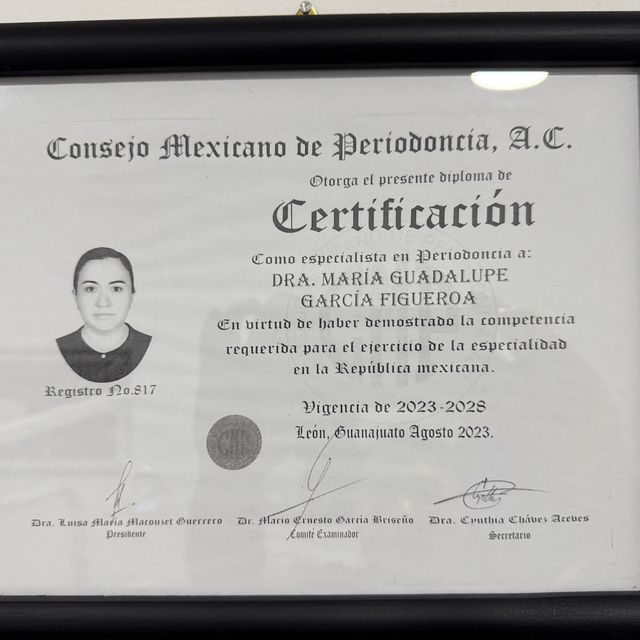 Consejo Mexicano de Periodoncia, A.C.
Otorga el presente diploma de
Certificación
Como especialista en Periodoncia a:
DRA. MARÍA GUADALUPE
GARCÍA FIGUEROA
En virtud de haber demostrado la competencia
requerida para el ejercicio de la especialidad
en la República mexicana.
Registro No.817
Vigencia de 2023-2028
León, Guanajuato Agosto 2023.
CMP
Dra. Luisa María Macouzet Guerrero
Presidente
Dr. Mario Ernesto García Briseño
Comité Examinador
Dra. Cynthia Chávez Aceves
Secretario